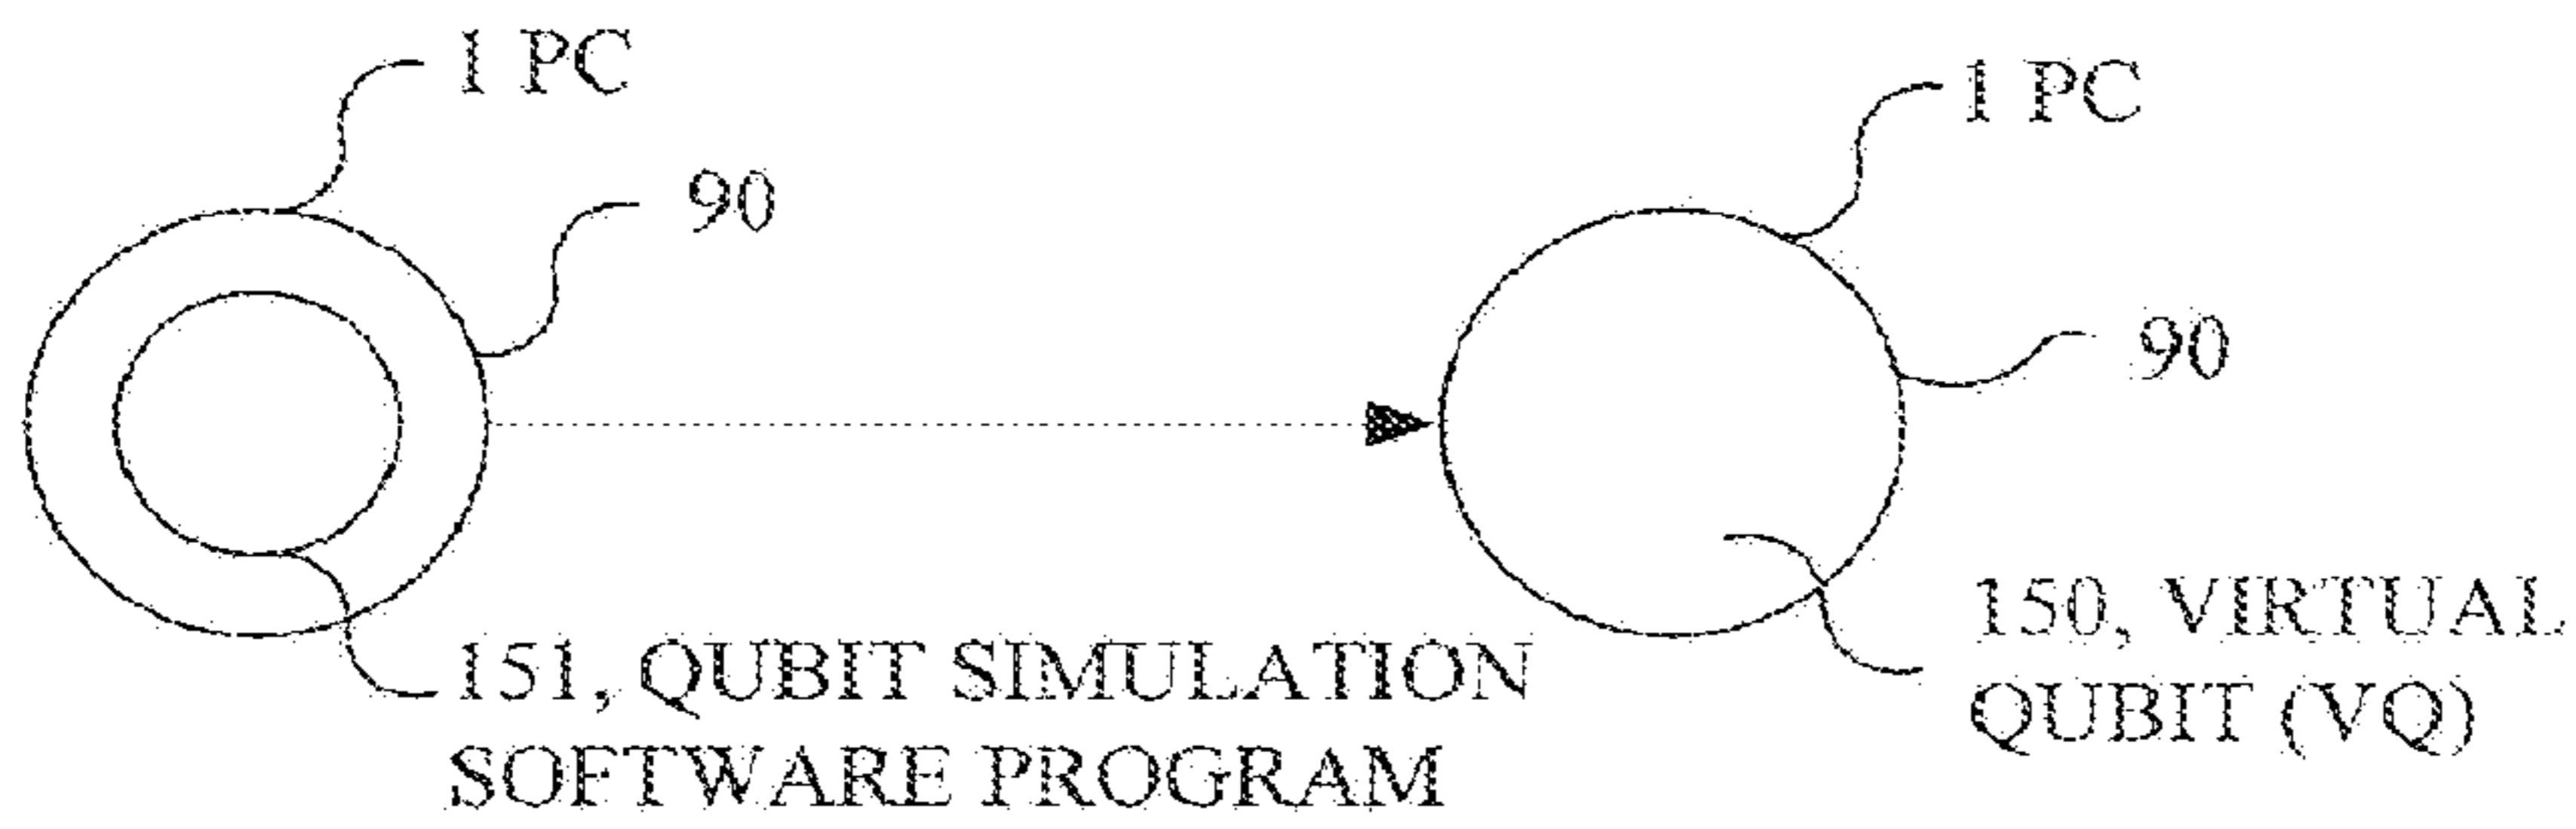 1 PC
90
151, QUBIT SIMULATION
SOFTWARE PROGRAM
1 PC
90
150, VIRTUAL
QUBIT (VQ)